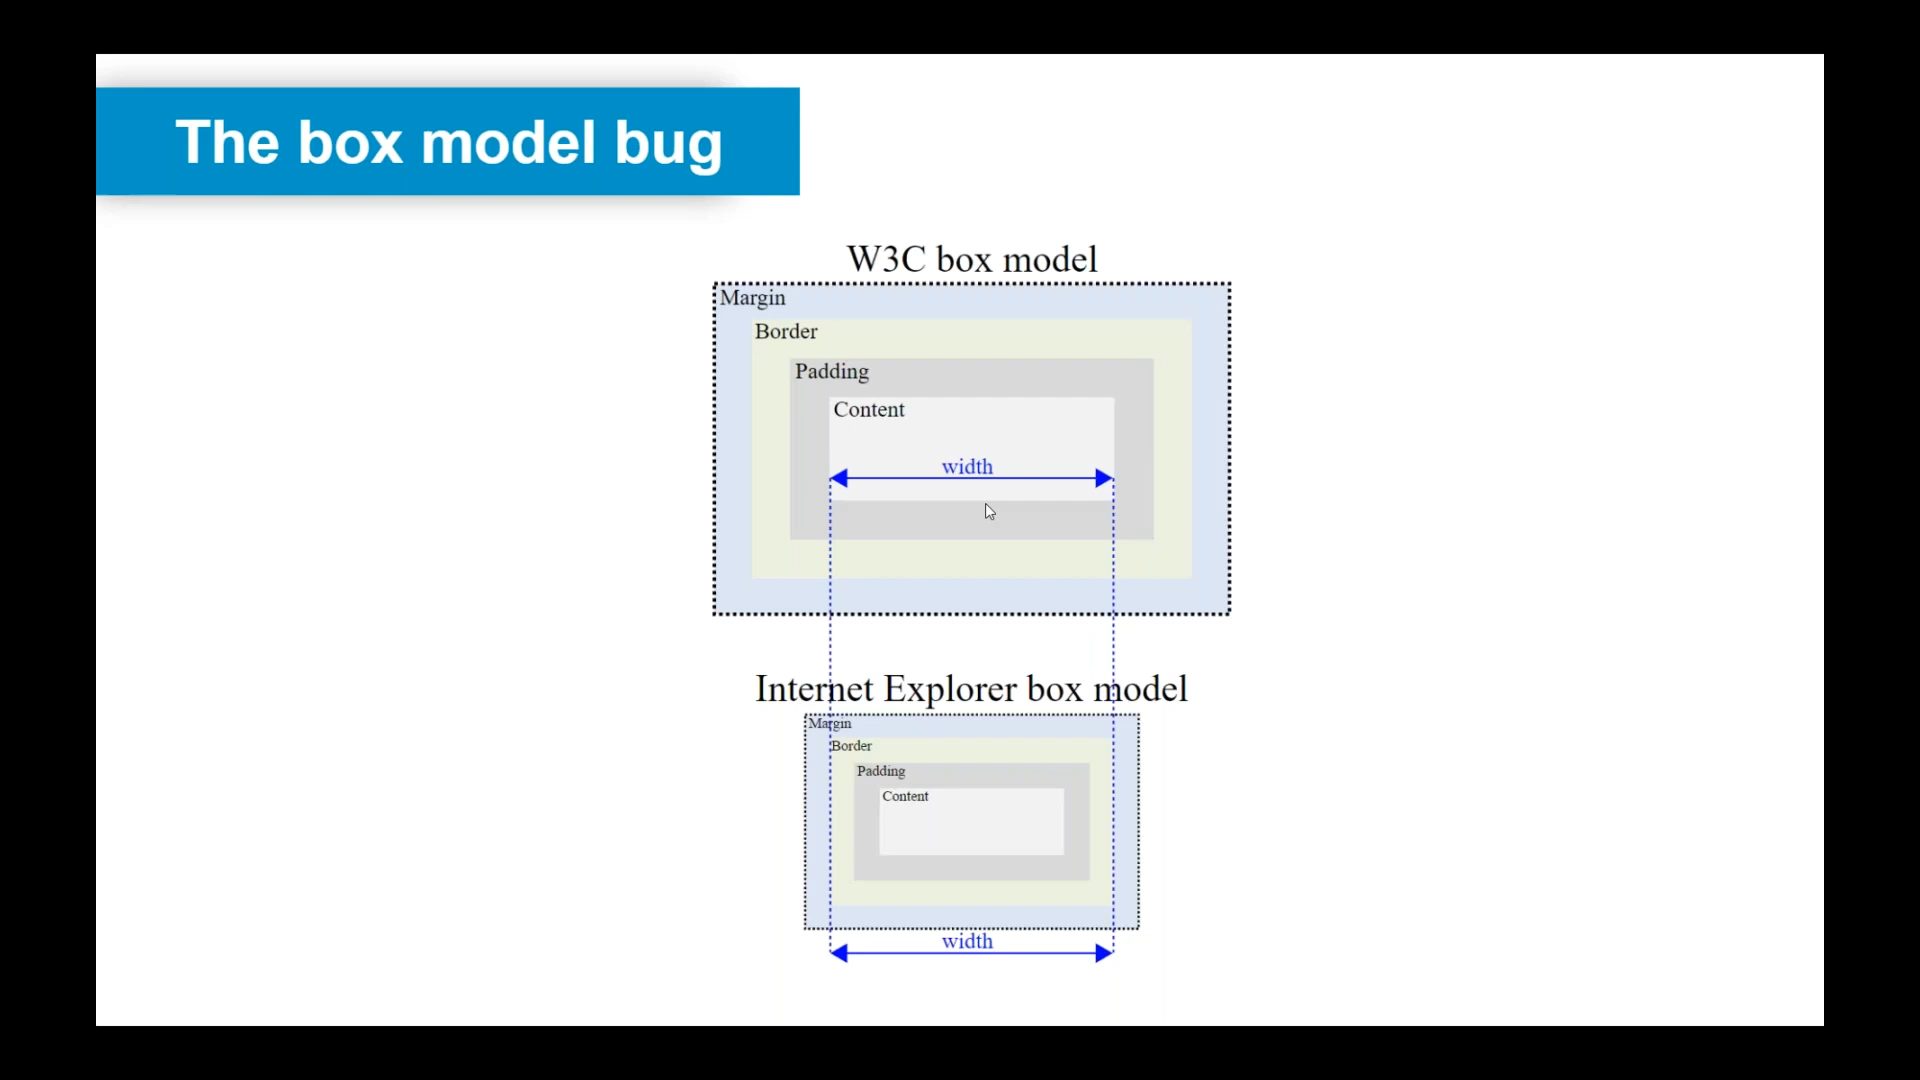 The box model bug
W3C box model
Margin
Border
Padding
Content
width
Internet Explorer box model
Margin
Border
Padding
Content
width